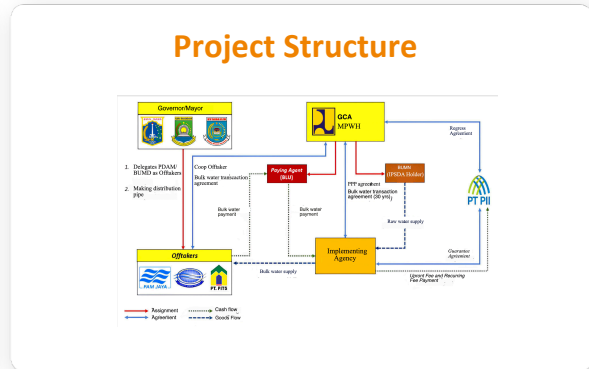 Project Structure
Governor/Mayor
GCA
MPWH
Regress
Agreement
1. Delegates PDAM/
BUMD as Offtakers
2. Making distribution
pipe
Coop Offtaker
Bulk water transaction
agreement
Paying Agent
(BLU)
BUMN
(IPSDA Holder)
PPP agreement
Bulk water transaction
agreement (30 yrs)
PT PII
Bulk water
payment
Bulk water
payment
Raw water supply
Offtakers
Implementing
Agency
Guarantee
Agreement
PAM JAYA
PT. PITS
Bulk water supply
Upront Fee and Recurring
Fee Payment
Assignment
Cash flow
Agreement
Goods Flow